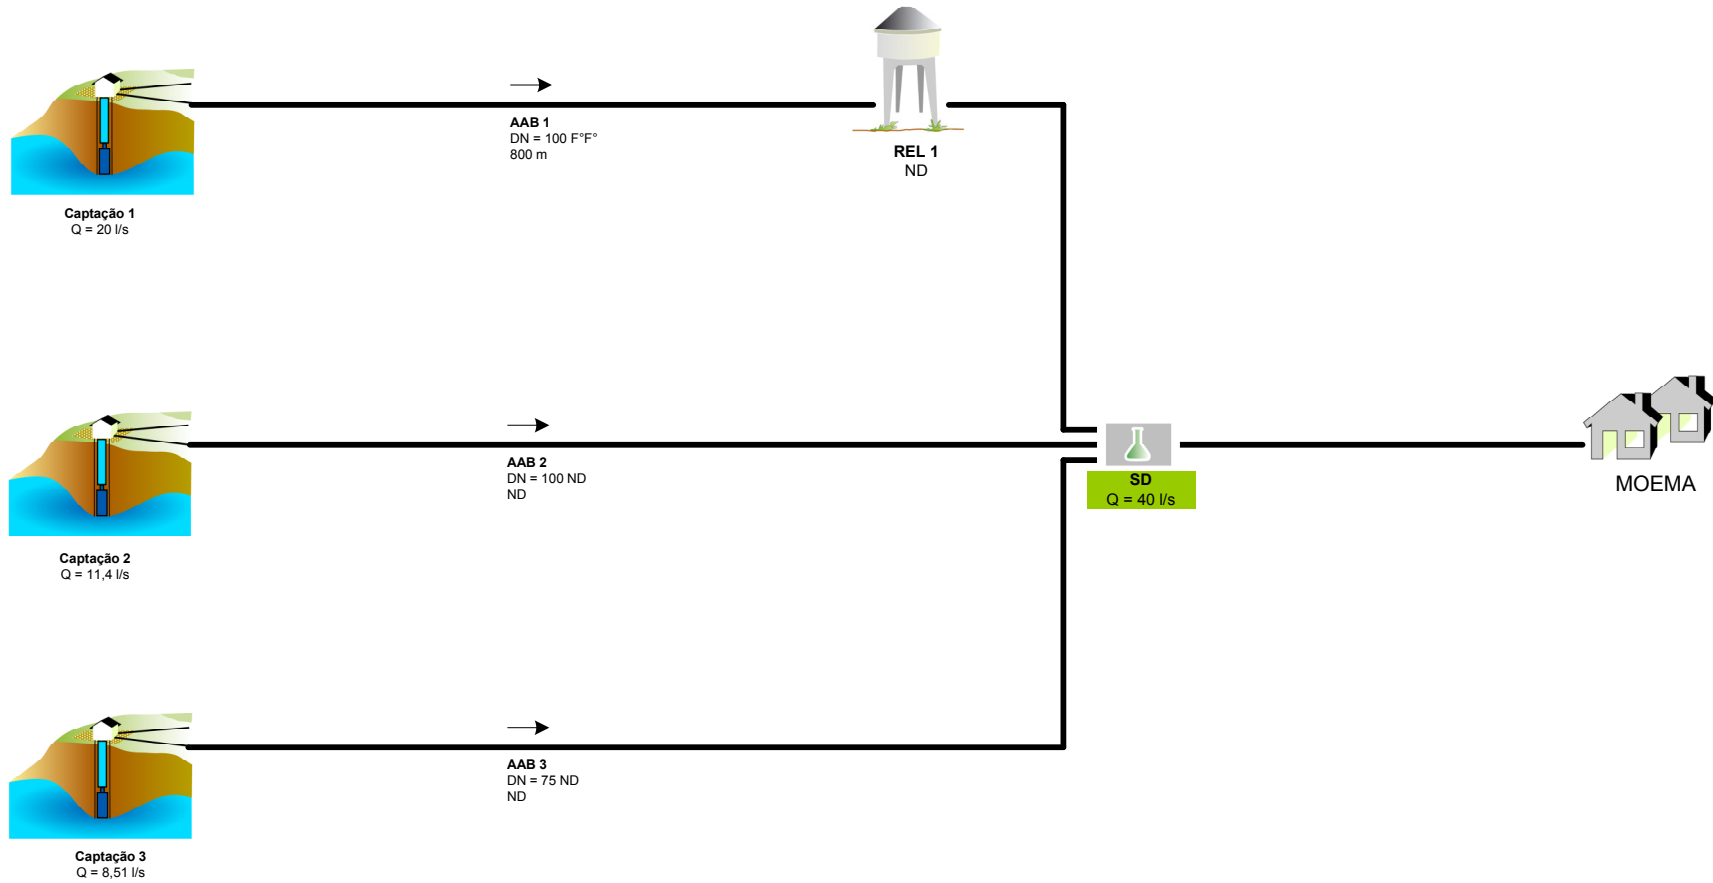 AAB 1
DN = 100 F°F°
800 m
REL 1
ND
Captação 1
Q = 20 l/s
AAB 2
DN = 100 ND
ND
SD
Q = 40 l/s
MOEMA
Captação 2
Q = 11,4 l/s
AAB 3
DN = 75 ND
ND
Captação 3
Q = 8,51 l/s